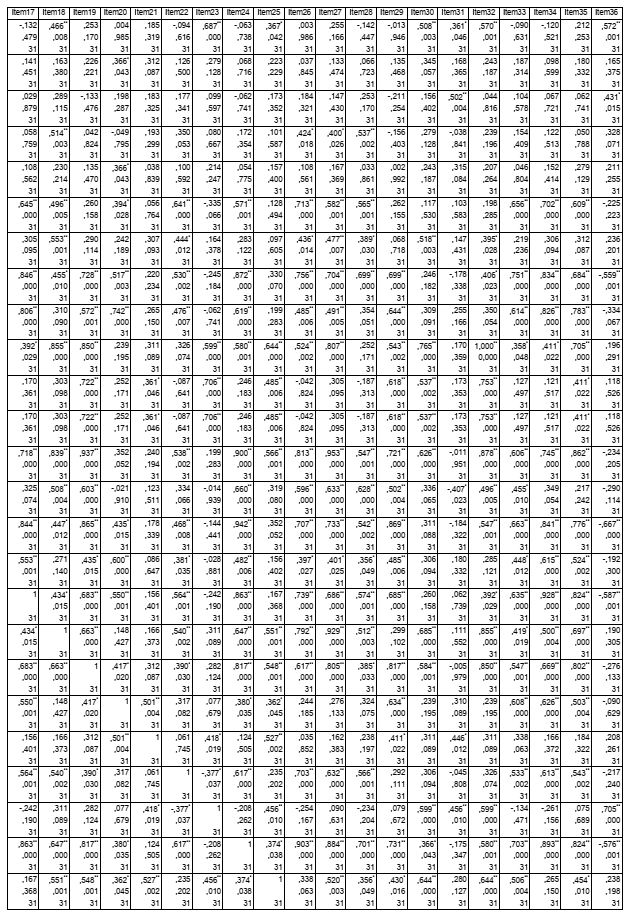 Item17 Item18 Item19 Item20 Item21 Item22 Item23 Item24 Item25 Item26 Item27 Item28 Item29 Item30 Item31 Item32 Item33 Item34 Item35 Item36
-,132 ,466** ,253 ,004 ,185 -,094 ,687** -,063 ,367* ,003 ,255 -,142 -,013 ,508** ,361* ,570** -,090 -,120 ,212 ,572**
,479 ,008 ,170 ,985 ,319 ,616 ,000 ,738 ,042 ,986 ,166 ,447 ,946 ,003 ,046 ,001 ,631 ,521 ,253 ,001
31 31 31 31 31 31 31 31 31 31 31 31 31 31 31 31 31 31 31 31
,141 ,163 ,226 ,366* ,312 ,126 ,279 ,068 ,223 ,037 ,133 ,066 ,135 ,345 ,168 ,243 ,187 ,098 ,180 ,165
,451 ,380 ,221 ,043 ,087 ,500 ,128 ,716 ,229 ,845 ,474 ,723 ,468 ,057 ,365 ,187 ,314 ,599 ,332 ,375
31 31 31 31 31 31 31 31 31 31 31 31 31 31 31 31 31 31 31 31
,029 ,289 -,133 ,198 ,183 ,177 ,099 -,062 ,173 ,184 ,147 ,253 -,211 ,156 ,502** ,044 ,104 ,067 ,062 ,431*
,879 ,115 ,476 ,287 ,325 ,341 ,597 ,741 ,352 ,321 ,430 ,170 ,254 ,402 ,004 ,816 ,578 ,721 ,741 ,015
31 31 31 31 31 31 31 31 31 31 31 31 31 31 31 31 31 31 31 31
,058 ,514** ,042 -,049 ,193 ,350 ,080 ,172 ,101 ,424* ,400* ,537** -,156 ,279 -,038 ,239 ,154 ,122 ,050 ,328
,759 ,003 ,824 ,795 ,299 ,053 ,667 ,354 ,587 ,018 ,026 ,002 ,403 ,128 ,841 ,196 ,409 ,513 ,788 ,071
31 31 31 31 31 31 31 31 31 31 31 31 31 31 31 31 31 31 31 31
,108 ,230 ,135 ,366* ,038 ,100 ,214 ,054 ,157 ,108 ,167 ,033 ,002 ,243 ,315 ,207 ,046 ,152 ,279 ,211
,562 ,214 ,470 ,043 ,839 ,592 ,247 ,775 ,400 ,561 ,369 ,861 ,992 ,187 ,084 ,264 ,804 ,414 ,129 ,255
31 31 31 31 31 31 31 31 31 31 31 31 31 31 31 31 31 31 31 31
,645** ,496** ,260 ,394* ,056 ,641** -,335 ,571** ,128 ,713** ,582** ,565** ,262 ,117 ,103 ,198 ,656** ,702** ,609** -,225
,000 ,005 ,158 ,028 ,764 ,000 ,066 ,001 ,494 ,000 ,001 ,001 ,155 ,530 ,583 ,285 ,000 ,000 ,000 ,223
31 31 31 31 31 31 31 31 31 31 31 31 31 31 31 31 31 31 31 31
,305 ,553** ,290 ,242 ,307 ,444* ,164 ,283 ,097 ,436* ,477** ,389* ,068 ,518** ,147 ,395* ,219 ,306 ,312 ,236
,095 ,001 ,114 ,189 ,093 ,012 ,378 ,122 ,605 ,014 ,007 ,030 ,718 ,003 ,431 ,028 ,236 ,094 ,087 ,201
31 31 31 31 31 31 31 31 31 31 31 31 31 31 31 31 31 31 31 31
,846** ,455* ,728** ,517** ,220 ,530** -,245 ,872** ,330 ,756** ,704** ,699** ,699** ,246 -,178 ,406* ,751** ,834** ,684** -,559**
,000 ,010 ,000 ,003 ,234 ,002 ,184 ,000 ,070 ,000 ,000 ,000 ,000 ,182 ,338 ,023 ,000 ,000 ,000 ,001
31 31 31 31 31 31 31 31 31 31 31 31 31 31 31 31 31 31 31 31
,806** ,310 ,572** ,742** ,265 ,476** -,062 ,619** ,199 ,485** ,491** ,354 ,644** ,309 ,255 ,350 ,614** ,826** ,783** -,334
,000 ,090 ,001 ,000 ,150 ,007 ,741 ,000 ,283 ,006 ,005 ,051 ,000 ,091 ,166 ,054 ,000 ,000 ,000 ,067
31 31 31 31 31 31 31 31 31 31 31 31 31 31 31 31 31 31 31 31
,392* ,855** ,850** ,239 ,311 ,326 ,599** ,580** ,644** ,524** ,807** ,252 ,543** ,765** ,170 1,000** ,358* ,411* ,705** ,196
,029 ,000 ,000 ,195 ,089 ,074 ,000 ,001 ,000 ,002 ,000 ,171 ,002 ,000 ,359 0,000 ,048 ,022 ,000 ,291
31 31 31 31 31 31 31 31 31 31 31 31 31 31 31 31 31 31 31 31
,170 ,303 ,722** ,252 ,361* -,087 ,706** ,246 ,485** -,042 ,305 -,187 ,618** ,537** ,173 ,753** ,127 ,121 ,411* ,118
,361 ,098 ,000 ,171 ,046 ,641 ,000 ,183 ,006 ,824 ,095 ,313 ,000 ,002 ,353 ,000 ,497 ,517 ,022 ,526
31 31 31 31 31 31 31 31 31 31 31 31 31 31 31 31 31 31 31 31
,170 ,303 ,722** ,252 ,361* -,087 ,706** ,246 ,485** -,042 ,305 -,187 ,618** ,537** ,173 ,753** ,127 ,121 ,411* ,118
,361 ,098 ,000 ,171 ,046 ,641 ,000 ,183 ,006 ,824 ,095 ,313 ,000 ,002 ,353 ,000 ,497 ,517 ,022 ,526
31 31 31 31 31 31 31 31 31 31 31 31 31 31 31 31 31 31 31 31
,718** ,839** ,937** ,352 ,240 ,538** ,199 ,900** ,566** ,813** ,953** ,547** ,721** ,626** -,011 ,878** ,606** ,745** ,862** -,234
,000 ,000 ,000 ,052 ,194 ,002 ,283 ,000 ,001 ,000 ,000 ,001 ,000 ,000 ,951 ,000 ,000 ,000 ,000 ,205
31 31 31 31 31 31 31 31 31 31 31 31 31 31 31 31 31 31 31 31
,325 ,508** ,603** -,021 ,123 ,334 -,014 ,660** ,319 ,596** ,633** ,628** ,502** ,336 -,407* ,496** ,455* ,349 ,217 -,290
,074 ,004 ,000 ,910 ,511 ,066 ,939 ,000 ,080 ,000 ,000 ,000 ,004 ,065 ,023 ,005 ,010 ,054 ,242 ,114
31 31 31 31 31 31 31 31 31 31 31 31 31 31 31 31 31 31 31 31
,844** ,447* ,865** ,435* ,178 ,468** -,144 ,942** ,352 ,707** ,733** ,542** ,869** ,311 -,184 ,547** ,663** ,841** ,776** -,667**
,000 ,012 ,000 ,015 ,339 ,008 ,441 ,000 ,052 ,000 ,000 ,002 ,000 ,088 ,322 ,001 ,000 ,000 ,000 ,000
31 31 31 31 31 31 31 31 31 31 31 31 31 31 31 31 31 31 31 31
,553** ,271 ,435* ,600** ,086 ,381* -,028 ,482** ,156 ,397* ,401* ,356* ,485** ,306 ,180 ,285 ,448* ,615** ,524** -,192
,001 ,140 ,015 ,000 ,647 ,035 ,881 ,006 ,402 ,027 ,025 ,049 ,006 ,094 ,332 ,121 ,012 ,000 ,002 ,300
31 31 31 31 31 31 31 31 31 31 31 31 31 31 31 31 31 31 31 31
1 ,434* ,683** ,550** ,156 ,564** -,242 ,863** ,167 ,739** ,686** ,574** ,685** ,260 ,062 ,392* ,635** ,928** ,824** -,587**
,015 ,000 ,001 ,401 ,001 ,190 ,000 ,368 ,000 ,000 ,001 ,000 ,158 ,739 ,029 ,000 ,000 ,000 ,001
31 31 31 31 31 31 31 31 31 31 31 31 31 31 31 31 31 31 31 31
,434* 1 ,663** ,148 ,166 ,540** ,311 ,647** ,551** ,792** ,929** ,512** ,299 ,685** ,111 ,855** ,419* ,500** ,697** ,190
,015 ,000 ,427 ,373 ,002 ,089 ,000 ,001 ,000 ,000 ,003 ,102 ,000 ,552 ,000 ,019 ,004 ,000 ,305
31 31 31 31 31 31 31 31 31 31 31 31 31 31 31 31 31 31 31 31
,683** ,663** 1 ,417* ,312 ,390* ,282 ,817** ,548** ,617** ,805** ,385* ,817** ,584** -,005 ,850** ,547** ,669** ,802** -,276
,000 ,000 ,020 ,087 ,030 ,124 ,000 ,001 ,000 ,000 ,033 ,000 ,001 ,979 ,000 ,001 ,000 ,000 ,133
31 31 31 31 31 31 31 31 31 31 31 31 31 31 31 31 31 31 31 31
,550** ,148 ,417* 1 ,501** ,317 ,077 ,380* ,362* ,244 ,276 ,324 ,634** ,239 ,310 ,239 ,608** ,626** ,503** -,090
,001 ,427 ,020 ,004 ,082 ,679 ,035 ,045 ,185 ,133 ,075 ,000 ,195 ,089 ,195 ,000 ,000 ,004 ,629
31 31 31 31 31 31 31 31 31 31 31 31 31 31 31 31 31 31 31 31
,156 ,166 ,312 ,501** 1 ,061 ,418* ,124 ,527** ,035 ,162 ,238 ,411* ,311 ,446* ,311 ,338 ,166 ,184 ,208
,401 ,373 ,087 ,004 ,745 ,019 ,505 ,002 ,852 ,383 ,197 ,022 ,089 ,012 ,089 ,063 ,372 ,322 ,261
31 31 31 31 31 31 31 31 31 31 31 31 31 31 31 31 31 31 31 31
,564** ,540** ,390* ,317 ,061 1 -,377* ,617** ,235 ,703** ,632** ,566** ,292 ,306 -,045 ,326 ,533** ,613** ,543** -,217
,001 ,002 ,030 ,082 ,745 ,037 ,000 ,202 ,000 ,000 ,001 ,111 ,094 ,808 ,074 ,002 ,000 ,002 ,240
31 31 31 31 31 31 31 31 31 31 31 31 31 31 31 31 31 31 31 31
-,242 ,311 ,282 ,077 ,418* -,377* 1 -,208 ,456** -,254 ,090 -,234 ,079 ,599** ,456** ,599** -,134 -,261 ,075 ,705**
,190 ,089 ,124 ,679 ,019 ,037 ,262 ,010 ,167 ,631 ,204 ,672 ,000 ,010 ,000 ,471 ,156 ,689 ,000
31 31 31 31 31 31 31 31 31 31 31 31 31 31 31 31 31 31 31 31
,863** ,647** ,817** ,380* ,124 ,617** -,208 1 ,374* ,903** ,884** ,701** ,731** ,366* -,175 ,580** ,703** ,893** ,824** -,576**
,000 ,000 ,000 ,035 ,505 ,000 ,262 ,038 ,000 ,000 ,000 ,000 ,043 ,347 ,001 ,000 ,000 ,000 ,001
31 31 31 31 31 31 31 31 31 31 31 31 31 31 31 31 31 31 31 31
,167 ,551** ,548** ,362* ,527** ,235 ,456** ,374* 1 ,338 ,520** ,356* ,430* ,644** ,280 ,644** ,506** ,265 ,454* ,238
,368 ,001 ,001 ,045 ,002 ,202 ,010 ,038 ,063 ,003 ,049 ,016 ,000 ,127 ,000 ,004 ,150 ,010 ,198
31 31 31 31 31 31 31 31 31 31 31 31 31 31 31 31 31 31 31 31